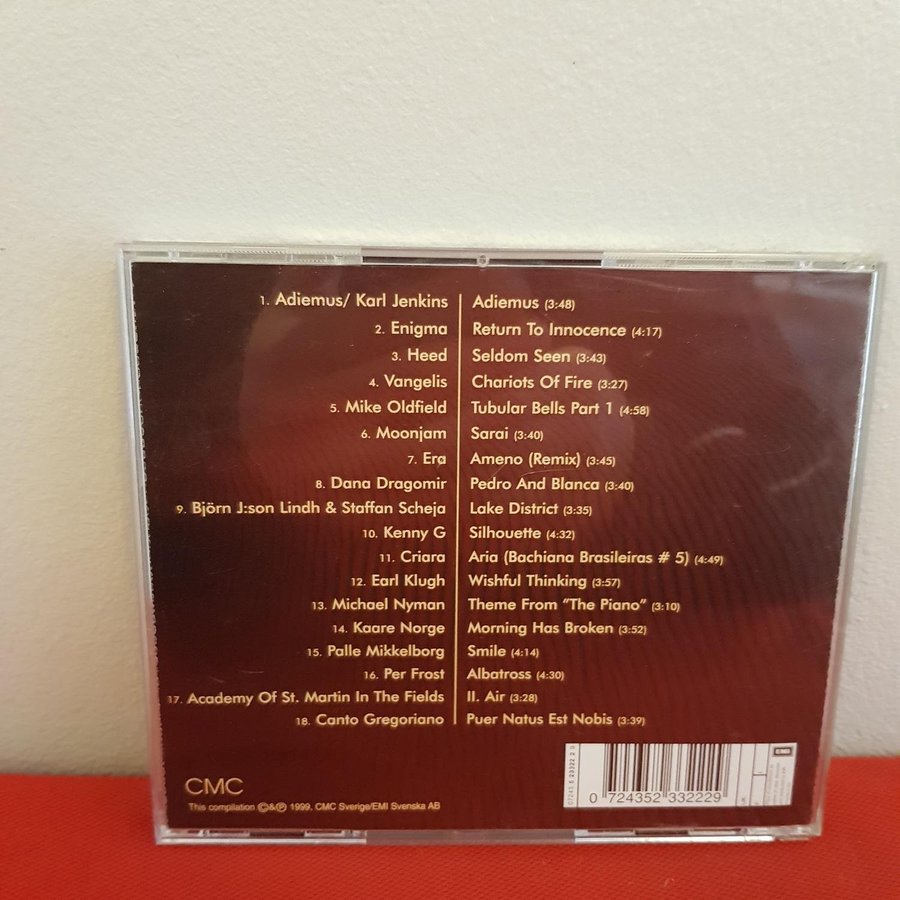 1. Adiemus/ Karl Jenkins Adiemus (3:48)
2. Enigma Return To Innocence (4:17)
3. Heed Seldom Seen (3:43)
4. Vangelis Chariots Of Fire (3:27)
5. Mike Oldfield Tubular Bells Part 1 (4:58)
6. Moonjam Sarai (3:40)
7. Era Ameno (Remix) (3:45)
8. Dana Dragomir Pedro And Blanca (3:40)
9. Björn J:son Lindh & Staffan Scheja Lake District (3:35)
10. Kenny G Silhouette (4:32)
11. Criara Aria (Bachiana Brasileiras # 5) (4:49)
12. Earl Klugh Wishful Thinking (3:57)
13. Michael Nyman Theme From “The Piano” (3:10)
14. Kaare Norge Morning Has Broken (3:52)
15. Palle Mikkelborg Smile (4:14)
16. Per Frost Albatross (4:30)
17. Academy Of St. Martin In The Fields II. Air (3:28)
18. Canto Gregoriano Puer Natus Est Nobis (3:39)
CMC
This compilation ©&℗ 1999, CMC Sverige/EMI Svenska AB
0 724352 332229
07243 5 23322 2 9
EMI